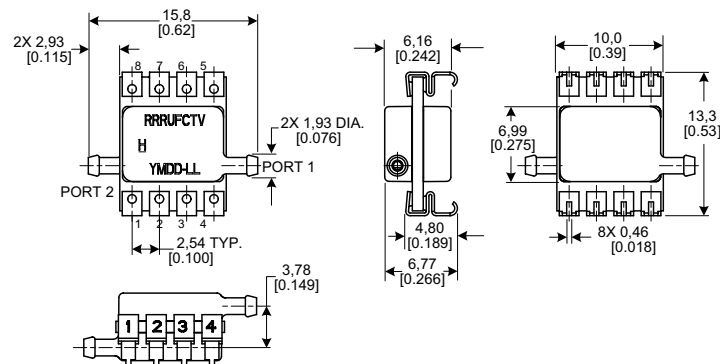 15,8
[0.62]
2X 2,93
[0.115]
8 7 6 5
RRRUFCTV
H
YMDD-LL
2X 1,93 DIA.
[0.076]
PORT 1
PORT 2
1 2 3 4
2,54 TYP.
[0.100]
6,16
[0.242]
4,80
[0.189]
6,77
[0.266]
10,0
[0.39]
6,99
[0.275]
13,3
[0.53]
8X 0,46
[0.018]
3,78
[0.149]
1 2 3 4